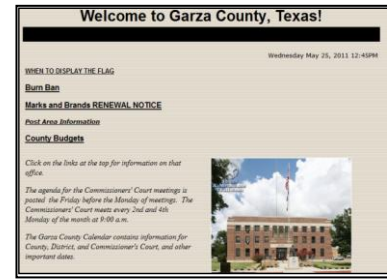 Welcome to Garza County, Texas!
Wednesday May 25, 2011 12:45PM
WHEN TO DISPLAY THE FLAG
Burn Ban
Marks and Brands RENEWAL NOTICE
Post Area Information
County Budgets
Click on the links at the top for information on that
office.
The agenda for the Commissioners' Court meetings is
posted the Friday before the Monday of meetings. The
Commissioners' Court meets every 2nd and 4th
Monday of the month at 9:00 a.m.
The Garza County Calendar contains information for
County, District, and Commissioner's Court, and other
important dates.